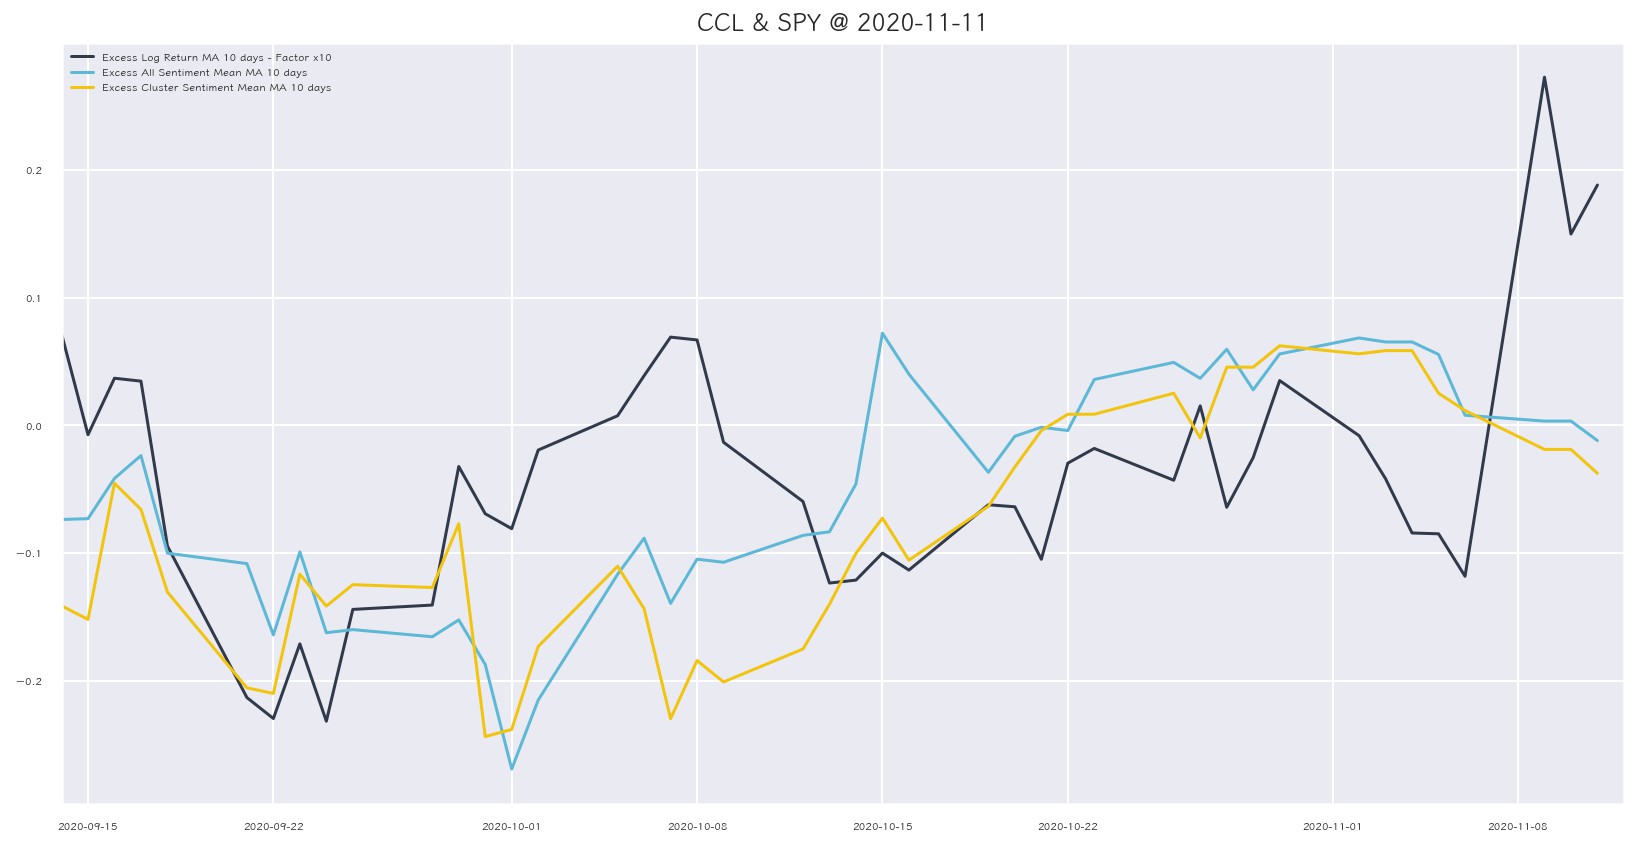 CCL & SPY @ 2020-11-11
Excess Log Return MA 10 days - Factor x10
Excess All Sentiment Mean MA 10 days
Excess Cluster Sentiment Mean MA 10 days
0.2
0.1
0.0
−0.1
−0.2
2020-09-15 2020-09-22 2020-10-01 2020-10-08 2020-10-15 2020-10-22 2020-11-01 2020-11-08